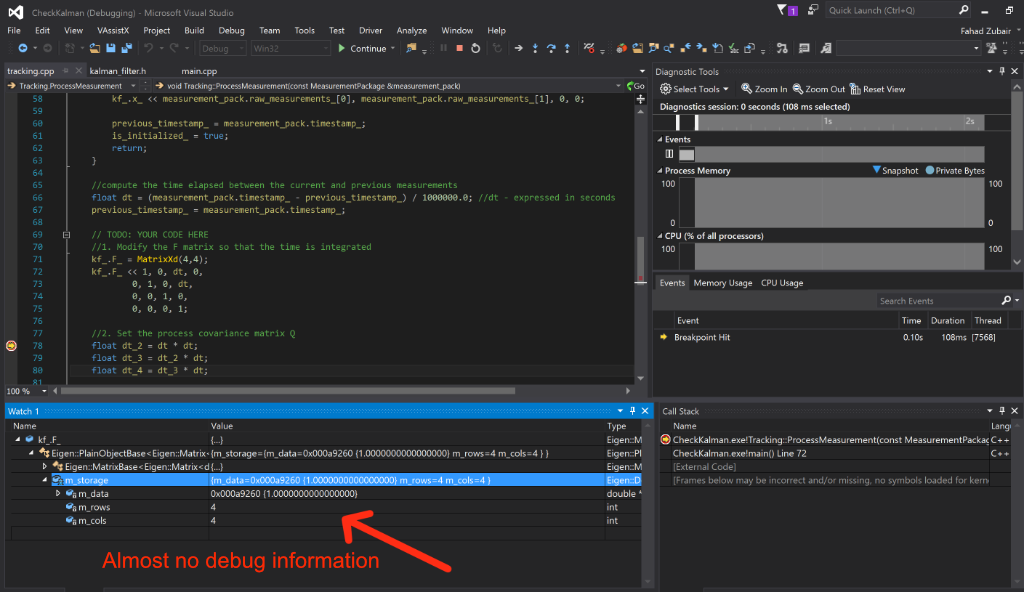 CheckKalman (Debugging) - Microsoft Visual Studio
1
Quick Launch (Ctrl+Q)
File Edit View VAssistX Project Build Debug Team Tools Test Driver Analyze Help Window Help
Fahad Zubair
Debug Win32 Continue
tracking.cpp kalman_filter.h main.cpp
Tracking.ProcessMeasurement void Tracking::ProcessMeasurement(const MeasurementPackage &measurement_pack) Go
58 kf_.x_ << measurement_pack.raw_measurements_[0], measurement_pack.raw_measurements_[1], 0, 0;
59
60 previous_timestamp_ = measurement_pack.timestamp_;
61 is_initialized_ = true;
62 return;
63 }
64
65 //compute the time elapsed between the current and previous measurements
66 float dt = (measurement_pack.timestamp_ - previous_timestamp_) / 1000000.0; //dt - expressed in seconds
67 previous_timestamp_ = measurement_pack.timestamp_;
68
69 // TODO: YOUR CODE HERE
70 //1. Modify the F matrix so that the time is integrated
71 kf_.F_ = MatrixXd(4,4);
72 kf_.F_ << 1, 0, dt, 0,
73 0, 1, 0, dt,
74 0, 0, 1, 0,
75 0, 0, 0, 1;
76
77 //2. Set the process covariance matrix Q
78 float dt_2 = dt * dt;
79 float dt_3 = dt_2 * dt;
80 float dt_4 = dt_3 * dt;
81
100 %
Diagnostic Tools
Select Tools Zoom In Zoom Out Reset View
Diagnostics session: 0 seconds (108 ms selected)
1s 2s
Events
Process Memory Snapshot Private Bytes
100 100
0 0
CPU (% of all processors)
100 100
Events Memory Usage CPU Usage
Search Events
Event Time Duration Thread
Breakpoint Hit 0.10s 108ms [7568]
Watch 1
Name Value Type
kf_.F_ {...} Eigen::M
Eigen::PlainObjectBase<Eigen::Matrix {m_storage={m_data=0x000a9260 {1.0000000000000000} m_rows=4 m_cols=4 } } Eigen::Pl
Eigen::MatrixBase<Eigen::Matrix<d {...} Eigen::M
m_storage {m_data=0x000a9260 {1.0000000000000000} m_rows=4 m_cols=4 } Eigen::D
m_data 0x000a9260 {1.0000000000000000} double *
m_rows 4 int
m_cols 4 int
Almost no debug information
Call Stack
Name Langu
CheckKalman.exe!Tracking::ProcessMeasurement(const MeasurementPackag C++
CheckKalman.exe!main() Line 72 C++
[External Code]
[Frames below may be incorrect and/or missing, no symbols loaded for kerne